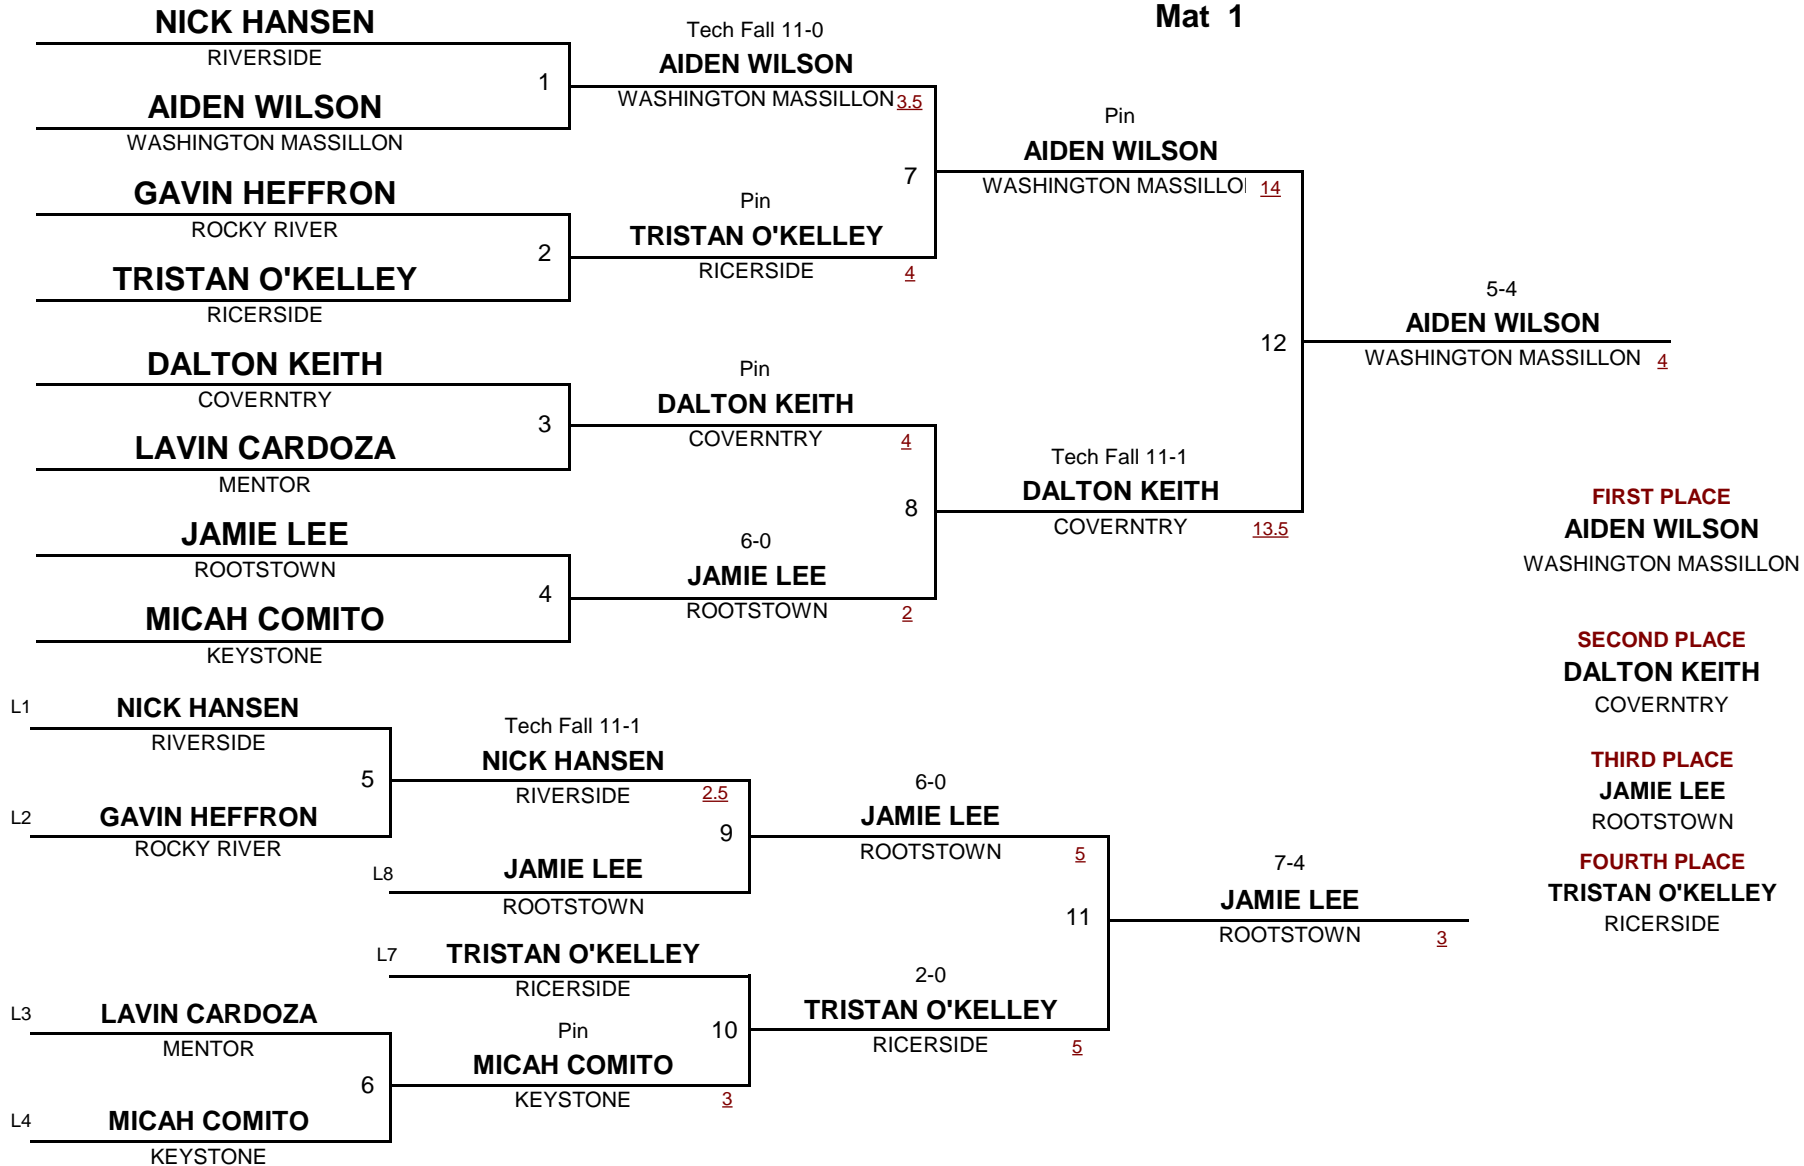 Mat 1
NICK HANSEN
RIVERSIDE
1
AIDEN WILSON
WASHINGTON MASSILLON
GAVIN HEFFRON
ROCKY RIVER
2
TRISTAN O'KELLEY
RICERSIDE
DALTON KEITH
COVERNTRY
3
LAVIN CARDOZA
MENTOR
JAMIE LEE
ROOTSTOWN
4
MICAH COMITO
KEYSTONE
Tech Fall 11-0
AIDEN WILSON
WASHINGTON MASSILLON 3.5
7
Pin
TRISTAN O'KELLEY
RICERSIDE 4
Pin
DALTON KEITH
COVERNTRY 4
8
6-0
JAMIE LEE
ROOTSTOWN 2
Pin
AIDEN WILSON
WASHINGTON MASSILLO 14
12
Tech Fall 11-1
DALTON KEITH
COVERNTRY 13.5
5-4
AIDEN WILSON
WASHINGTON MASSILLON 4
FIRST PLACE
AIDEN WILSON
WASHINGTON MASSILLON
SECOND PLACE
DALTON KEITH
COVERNTRY
THIRD PLACE
JAMIE LEE
ROOTSTOWN
FOURTH PLACE
TRISTAN O'KELLEY
RICERSIDE
L1 NICK HANSEN
RIVERSIDE
5
L2 GAVIN HEFFRON
ROCKY RIVER
L3 LAVIN CARDOZA
MENTOR
6
L4 MICAH COMITO
KEYSTONE
Tech Fall 11-1
NICK HANSEN
RIVERSIDE 2.5
9
L8 JAMIE LEE
ROOTSTOWN
L7 TRISTAN O'KELLEY
RICERSIDE
10
Pin
MICAH COMITO
KEYSTONE 3
6-0
JAMIE LEE
ROOTSTOWN 5
11
2-0
TRISTAN O'KELLEY
RICERSIDE 5
7-4
JAMIE LEE
ROOTSTOWN 3